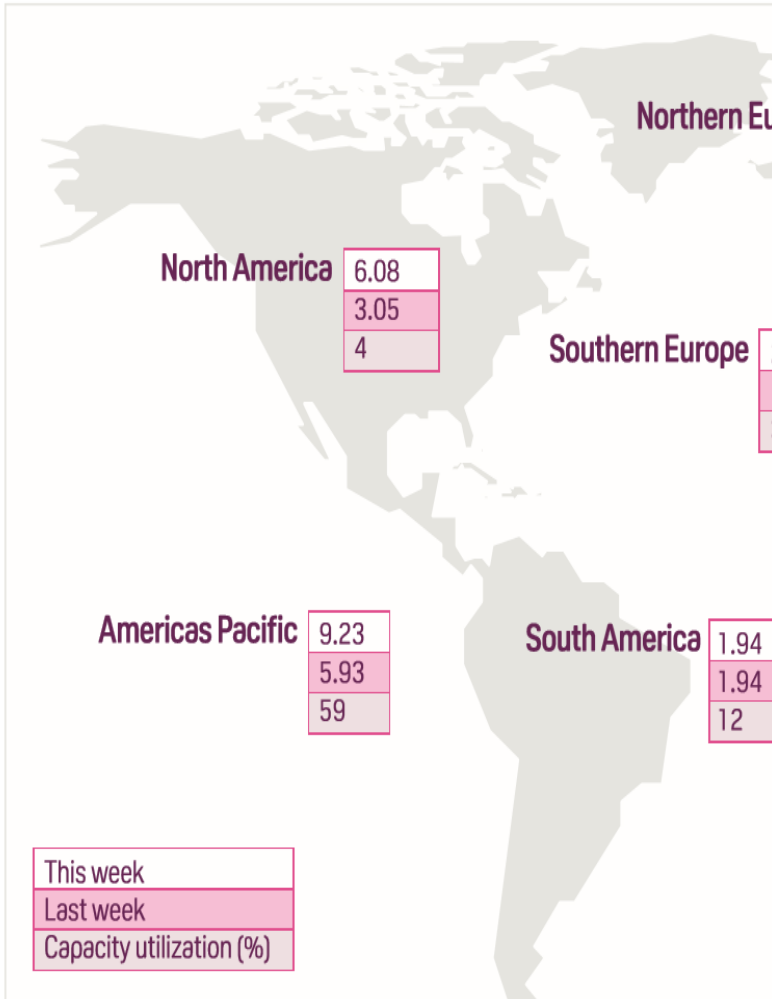 Northern Eu
North America
6.08
3.05
4
Southern Europe
Americas Pacific
9.23
5.93
59
South America
1.94
1.94
12
This week
Last week
Capacity utilization (%)